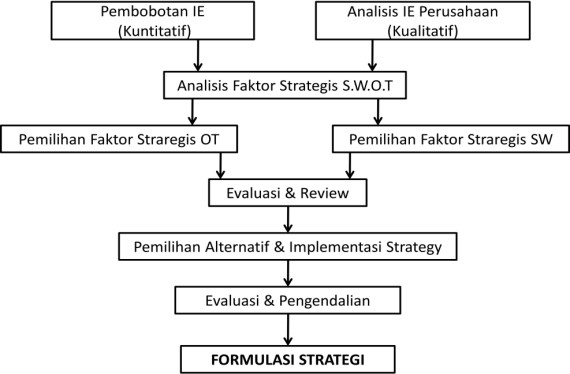 Pembobotan IE
(Kuntitatif)
Analisis IE Perusahaan
(Kualitatif)
Analisis Faktor Strategis S.W.O.T
Pemilihan Faktor Straregis OT
Pemilihan Faktor Straregis SW
Evaluasi & Review
Pemilihan Alternatif & Implementasi Strategy
Evaluasi & Pengendalian
FORMULASI STRATEGI